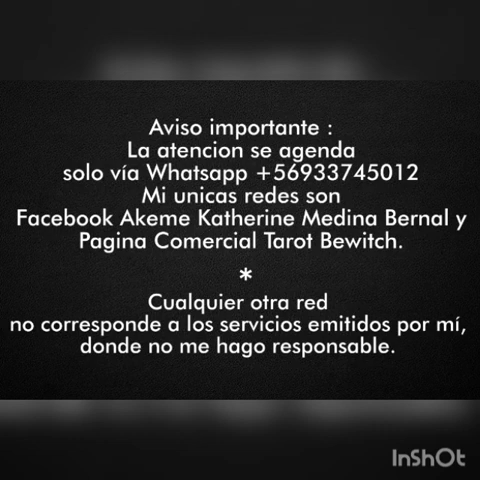 Aviso importante :
La atencion se agenda
solo vía Whatsapp +56933745012
Mi unicas redes son
Facebook Akeme Katherine Medina Bernal y
Pagina Comercial Tarot Bewitch.
*
Cualquier otra red
no corresponde a los servicios emitidos por mí,
donde no me hago responsable.
InShOt